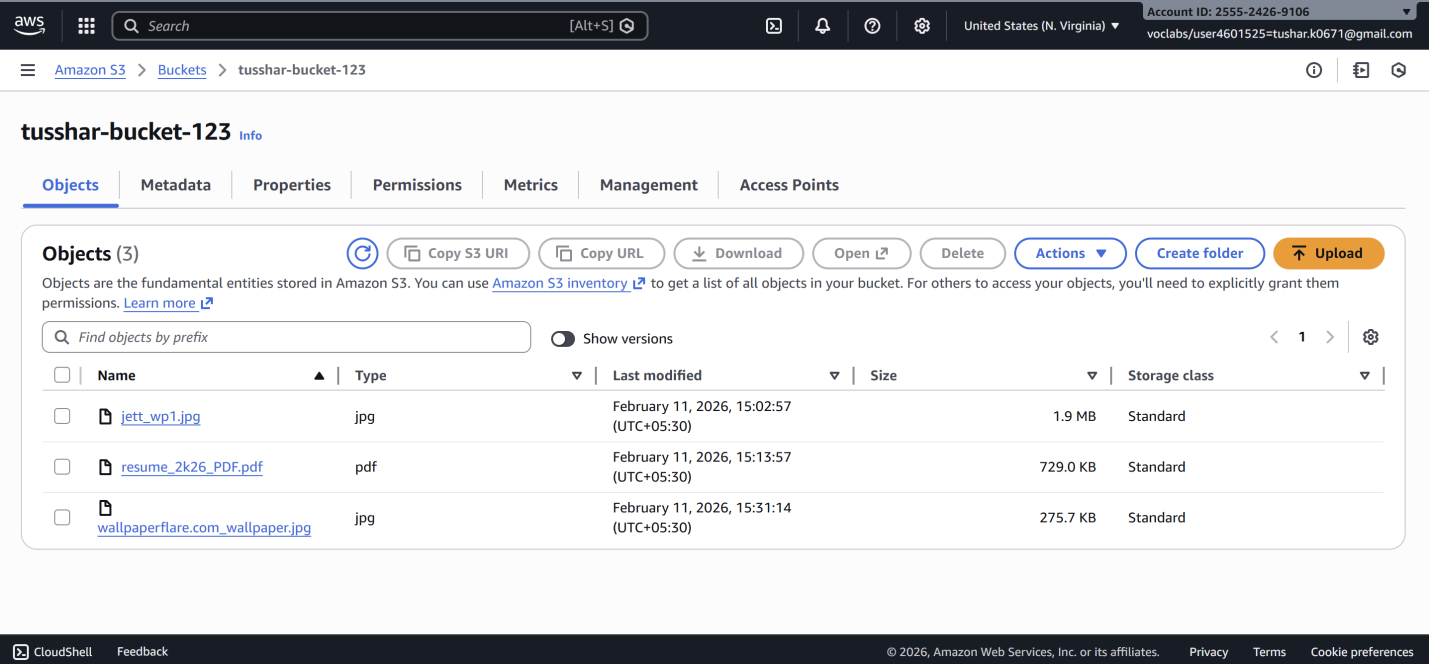 aws
Search [Alt+S]
United States (N. Virginia)
Account ID: 2555-2426-9106
voclabs/user4601525=tushar.k0671@gmail.com
Amazon S3 Buckets tusshar-bucket-123
tusshar-bucket-123 Info
Objects Metadata Properties Permissions Metrics Management Access Points
Objects (3) Copy S3 URI Copy URL Download Open Delete Actions Create folder Upload
Objects are the fundamental entities stored in Amazon S3. You can use Amazon S3 inventory to get a list of all objects in your bucket. For others to access your objects, you'll need to explicitly grant them
permissions. Learn more
Find objects by prefix Show versions 1
Name Type Last modified Size Storage class
jett_wp1.jpg jpg February 11, 2026, 15:02:57 1.9 MB Standard
(UTC+05:30)
resume_2k26_PDF.pdf pdf February 11, 2026, 15:13:57 729.0 KB Standard
(UTC+05:30)
wallpaperflare.com_wallpaper.jpg jpg February 11, 2026, 15:31:14 275.7 KB Standard
(UTC+05:30)
CloudShell Feedback © 2026, Amazon Web Services, Inc. or its affiliates. Privacy Terms Cookie preferences